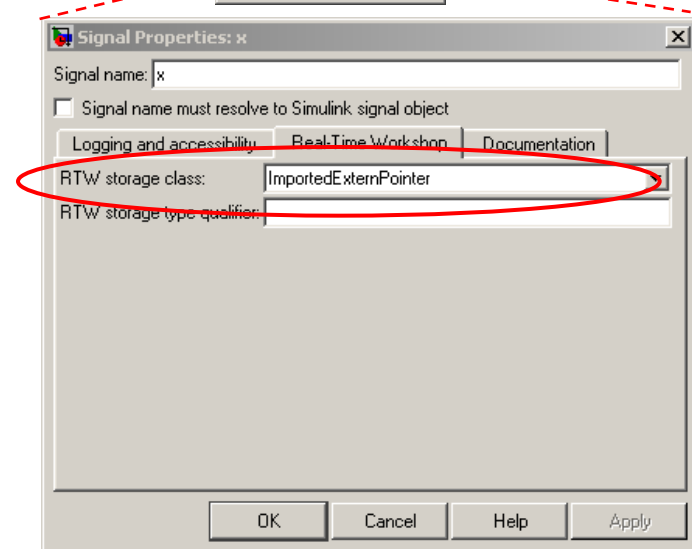 Signal Properties: x
Signal name: x
Signal name must resolve to Simulink signal object
Logging and accessibility Real-Time Workshop Documentation
RTW storage class: ImportedExternPointer
RTW storage type qualifier:
OK Cancel Help Apply